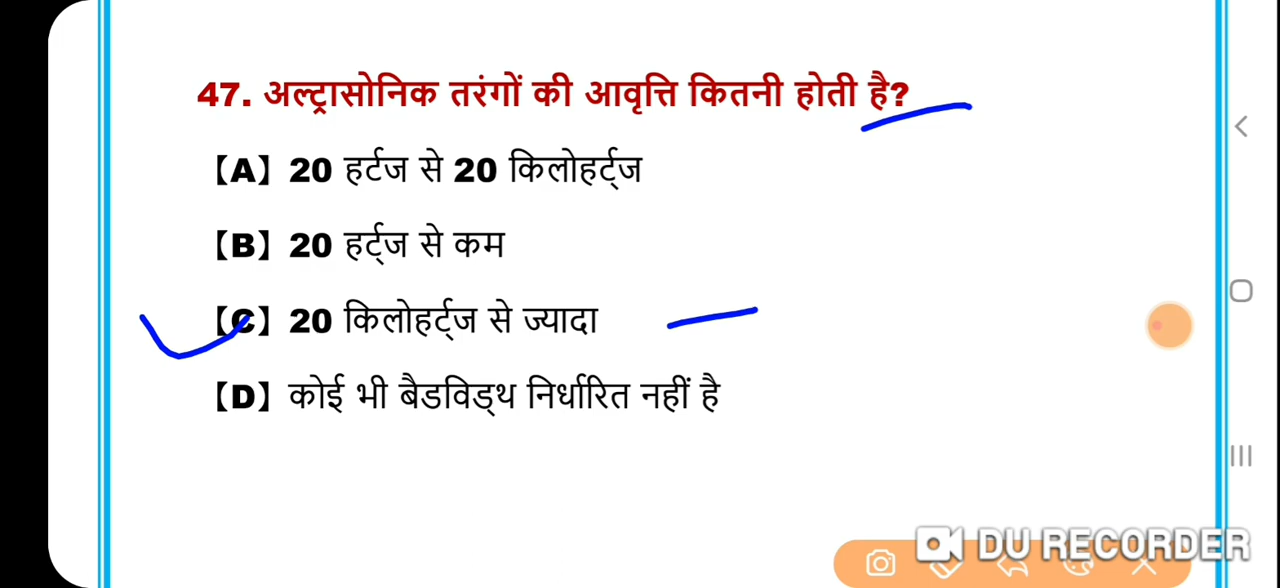 47. अल्ट्रासोनिक तरंगों की आवृत्ति कितनी होती है?
【A】 20 हर्टज से 20 किलोहर्ट्ज
【B】 20 हर्ट्ज से कम
【C】 20 किलोहर्ट्ज से ज्यादा
【D】 कोई भी बैडविड्थ निर्धारित नहीं है
DU RECORDER